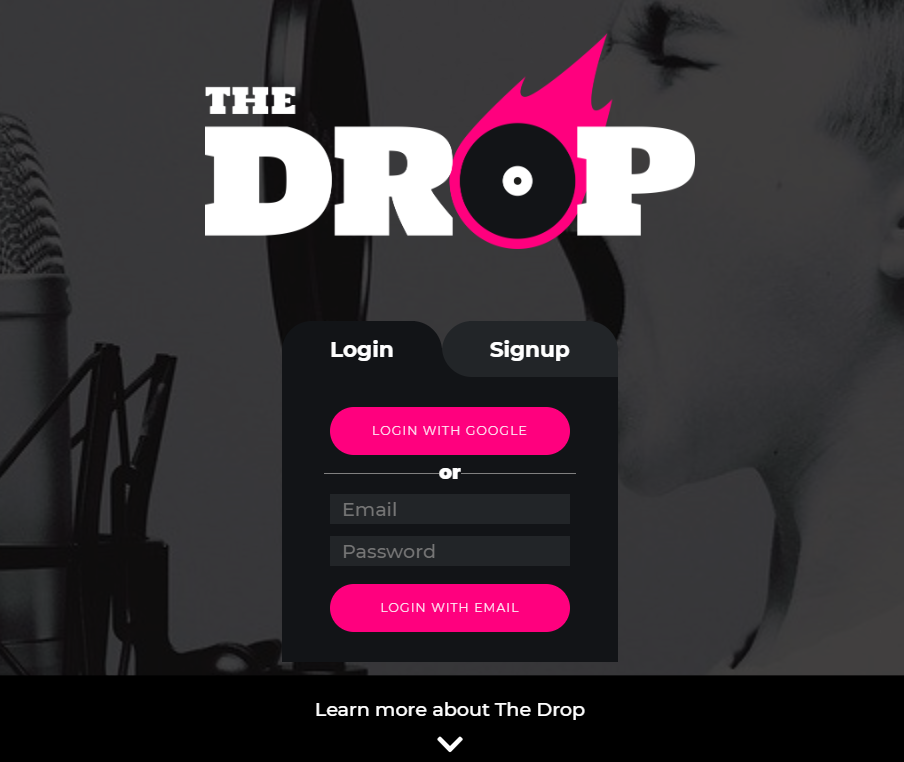 THE
DROP
Login Signup
LOGIN WITH GOOGLE
or
Email
Password
LOGIN WITH EMAIL
Learn more about The Drop